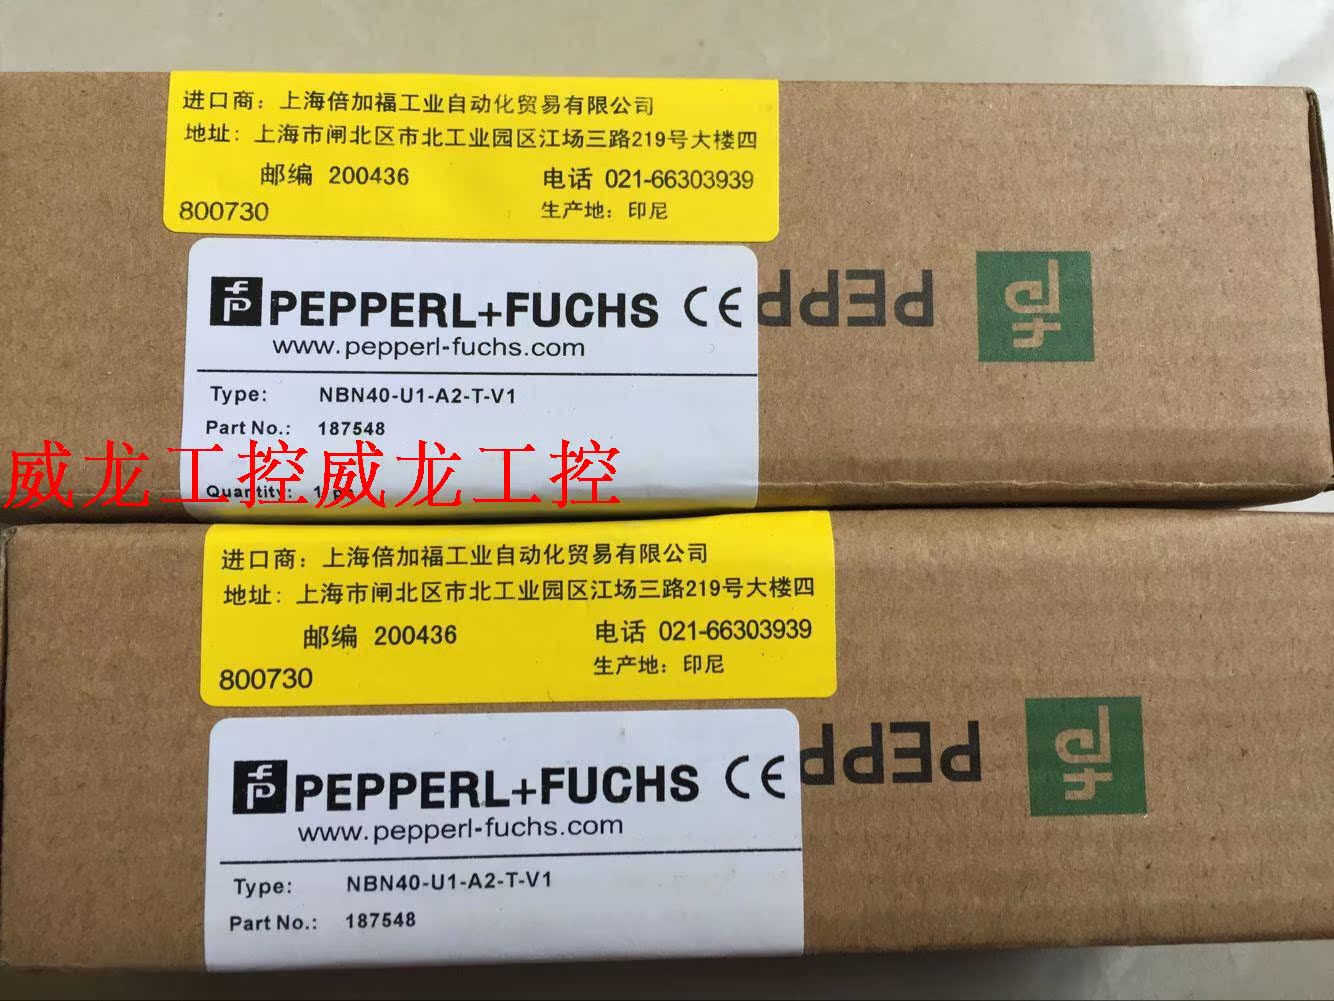 进口商：上海倍加福工业自动化贸易有限公司
地址：上海市闸北区市北工业园区江场三路219号大楼四
邮编 200436 电话 021-66303939
800730 生产地：印尼
PEPPERL+FUCHS CE
PEPP
www.pepperl-fuchs.com
Type: NBN40-U1-A2-T-V1
Part No.: 187548
威龙工控威龙工控
Quantity: 1
进口商：上海倍加福工业自动化贸易有限公司
地址：上海市闸北区市北工业园区江场三路219号大楼四
邮编 200436 电话 021-66303939
800730 生产地：印尼
PEPPERL+FUCHS CE
PEPP
www.pepperl-fuchs.com
Type: NBN40-U1-A2-T-V1
Part No.: 187548